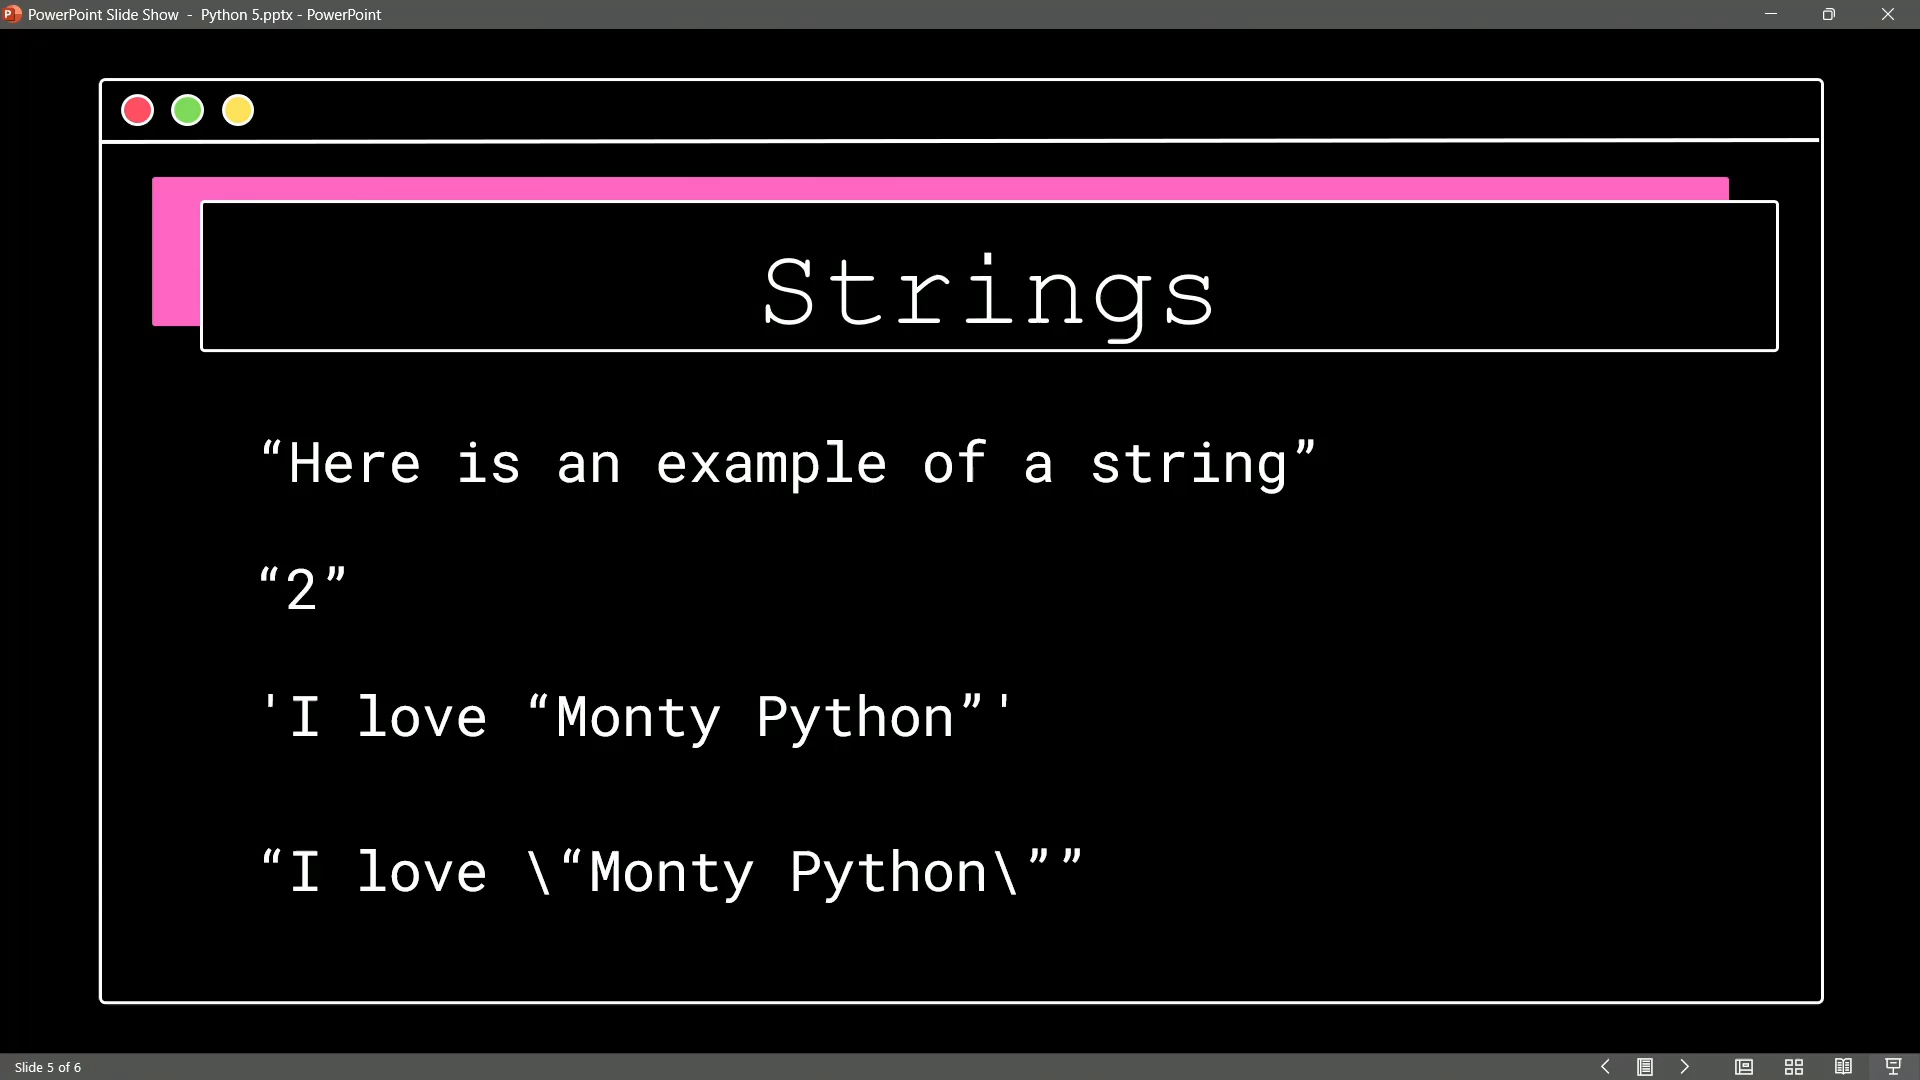 PowerPoint Slide Show - Python 5.pptx - PowerPoint
Strings
“Here is an example of a string”
“2”
'I love “Monty Python”'
“I love \“Monty Python\””
Slide 5 of 6